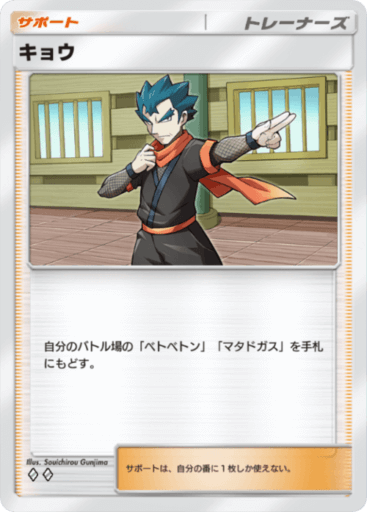 サポート
トレーナーズ
キョウ
自分のバトル場の「ベトベトン」「マタドガス」を手札
にもどす。
Illus. Souichirou Gunjima
サポートは、自分の番に1枚しか使えない。